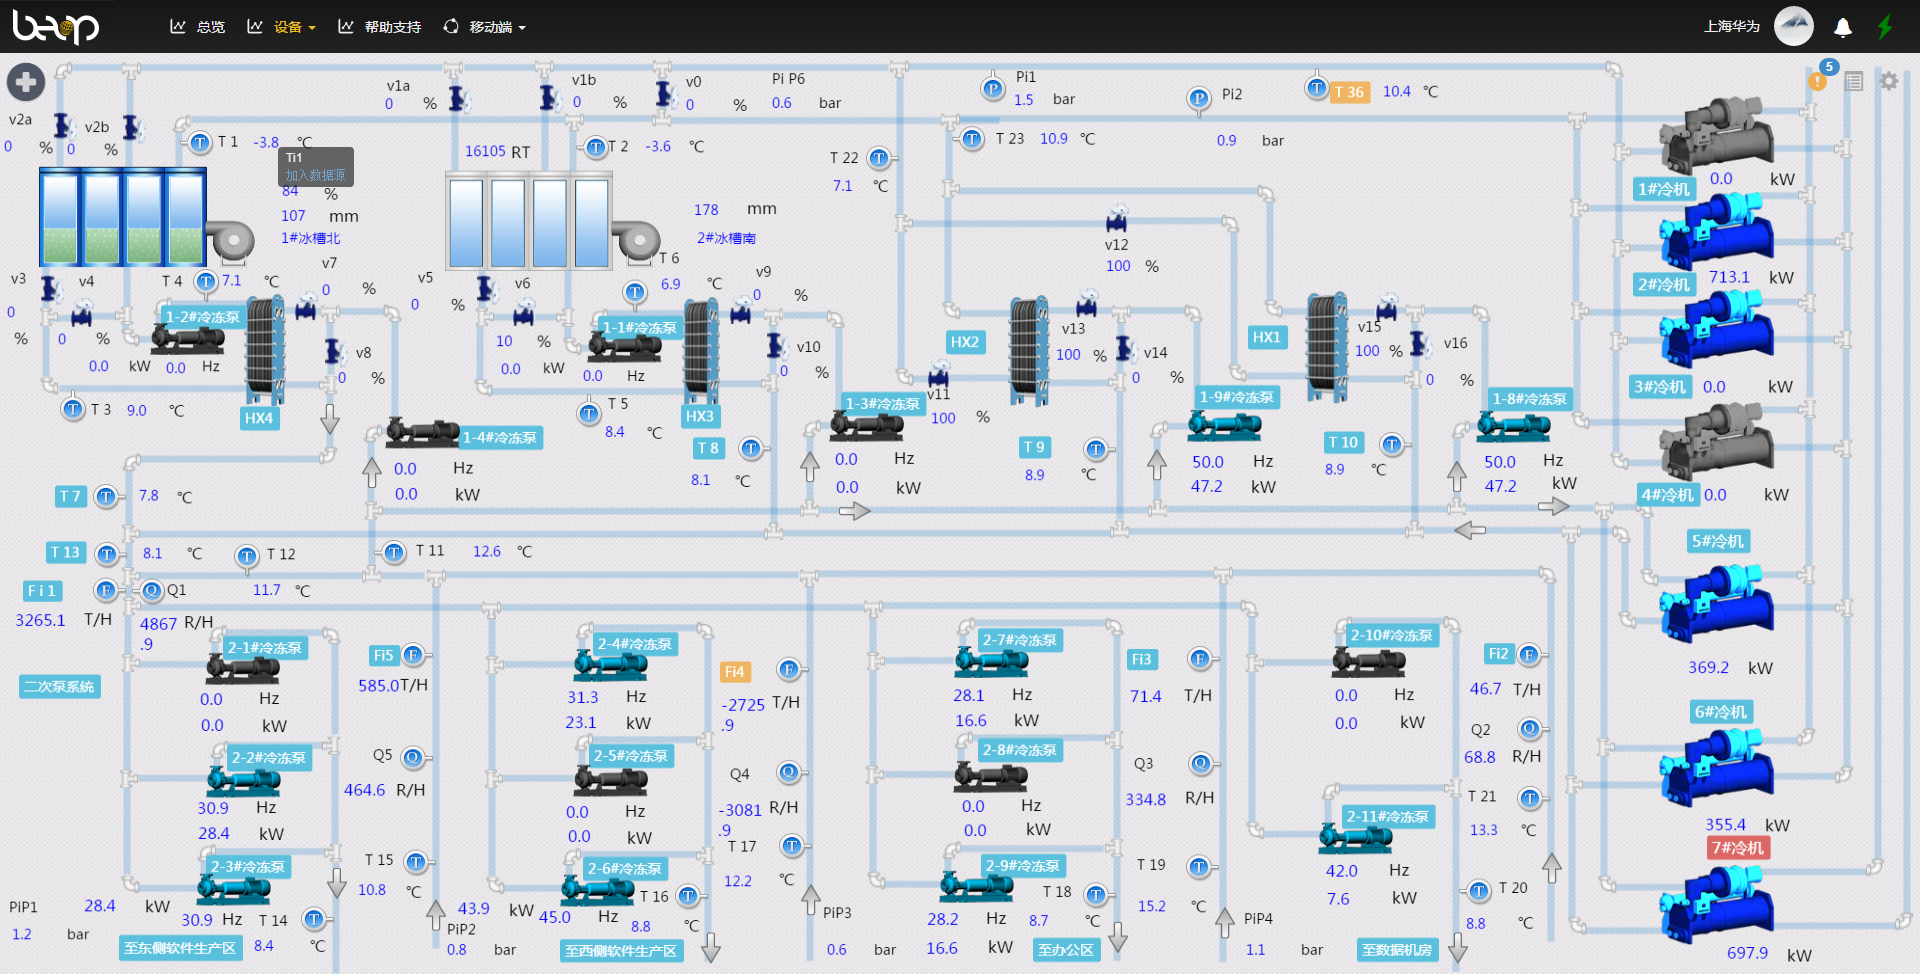 beop 总览 设备 帮助支持 移动端 上海华为
5
v2a
0 %
v2b
0 %
T 1 -3.8 ℃
Ti1
加入数据源
84 %
107 mm
1#冰槽北
v1a
0 %
v1b
0 %
v0
0 %
Pi P6
0.6 bar
16105 RT
T 2 -3.6 ℃
178 mm
2#冰槽南
Pi1
1.5 bar
Pi2
0.9 bar
T 36 10.4 ℃
T 23 10.9 ℃
T 22
7.1 ℃
v12
100 %
1#冷机 0.0 kW
2#冷机 713.1 kW
3#冷机 0.0 kW
4#冷机 0.0 kW
5#冷机
369.2 kW
6#冷机
355.4 kW
7#冷机
697.9 kW
v3
0
%
v4
0 %
T 4 7.1 ℃
1-2#冷冻泵
0.0 kW 0.0 Hz
v7
0 %
v8
0 %
HX4
T 3 9.0 ℃
v5
0 %
v6
10 %
T 6
6.9 ℃
1-1#冷冻泵
0.0 kW
0.0 Hz
v9
0 %
v10
0 %
HX3
T 5
8.4 ℃
1-4#冷冻泵
0.0 Hz
0.0 kW
T 8
8.1 ℃
1-3#冷冻泵
0.0 Hz
0.0 kW
v11
100 %
HX2
v13
100 %
v14
0 %
T 9
8.9 ℃
1-9#冷冻泵
50.0 Hz
47.2 kW
HX1
v15
100 %
v16
0 %
T 10
8.9 ℃
1-8#冷冻泵
50.0 Hz
47.2 kW
T 7 7.8 ℃
T 13 8.1 ℃
T 12
11.7 ℃
T 11 12.6 ℃
Fi1
3265.1 T/H
Q1
4867 R/H
.9
二次泵系统
2-1#冷冻泵
0.0 Hz
0.0 kW
2-2#冷冻泵
30.9 Hz
28.4 kW
2-3#冷冻泵
28.4 kW
30.9 Hz
PiP1
1.2 bar
T 14
8.4 ℃
至东侧软件生产区
Fi5
585.0 T/H
Q5
464.6 R/H
T 15
10.8 ℃
PiP2
0.8 bar
2-4#冷冻泵
31.3 Hz
23.1 kW
2-5#冷冻泵
0.0 Hz
0.0 kW
2-6#冷冻泵
43.9 kW
45.0 Hz
T 16
8.8 ℃
至西侧软件生产区
Fi4
-2725 T/H
.9
Q4
-3081 R/H
.9
T 17
12.2 ℃
PiP3
0.6 bar
2-7#冷冻泵
28.1 Hz
16.6 kW
2-8#冷冻泵
0.0 Hz
0.0 kW
2-9#冷冻泵
28.2 Hz
16.6 kW
T 18
8.7 ℃
至办公区
Fi3
71.4 T/H
Q3
334.8 R/H
T 19
15.2 ℃
PiP4
1.1 bar
2-10#冷冻泵
0.0 Hz
0.0 kW
2-11#冷冻泵
42.0 Hz
7.6 kW
Fi2
46.7 T/H
Q2
68.8 R/H
T 21
13.3 ℃
T 20
8.8 ℃
至数据机房